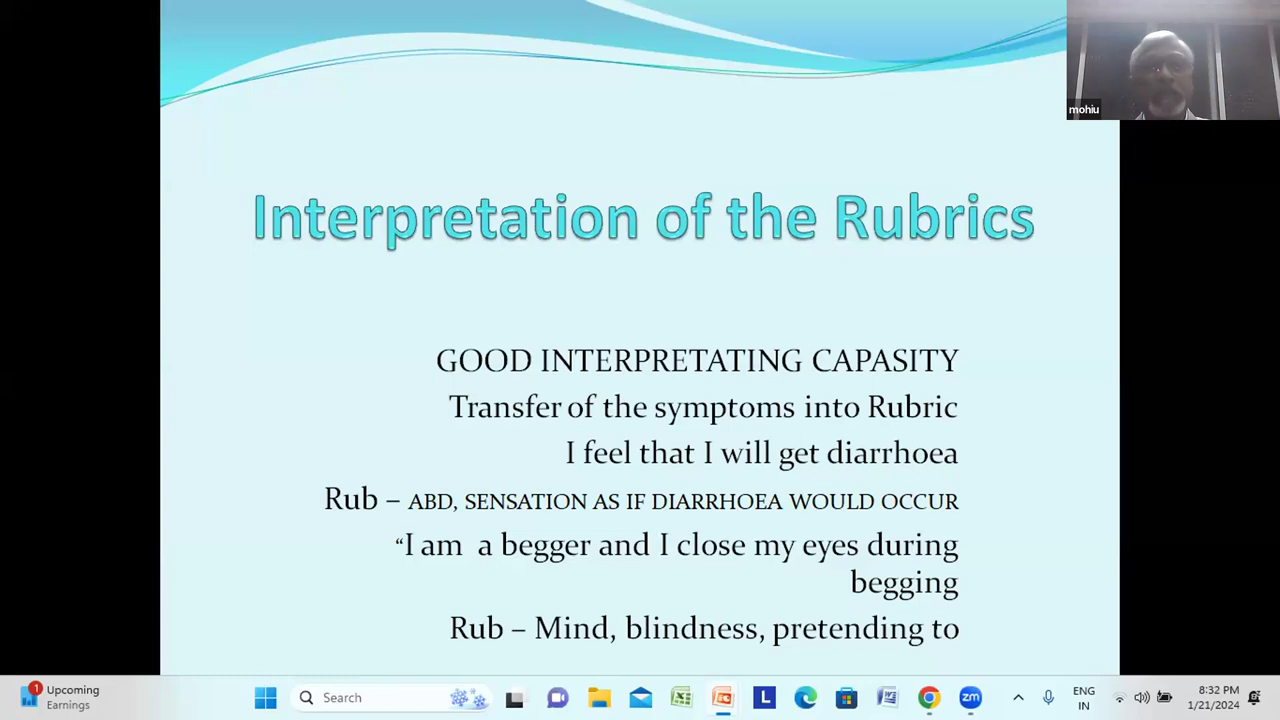 mohiu
Interpretation of the Rubrics
GOOD INTERPRETATING CAPASITY
Transfer of the symptoms into Rubric
I feel that I will get diarrhoea
Rub – ABD, SENSATION AS IF DIARRHOEA WOULD OCCUR
“I am a begger and I close my eyes during
begging
Rub – Mind, blindness, pretending to
1
Upcoming
Earnings
Search
L
zm
ENG
IN
8:32 PM
1/21/2024